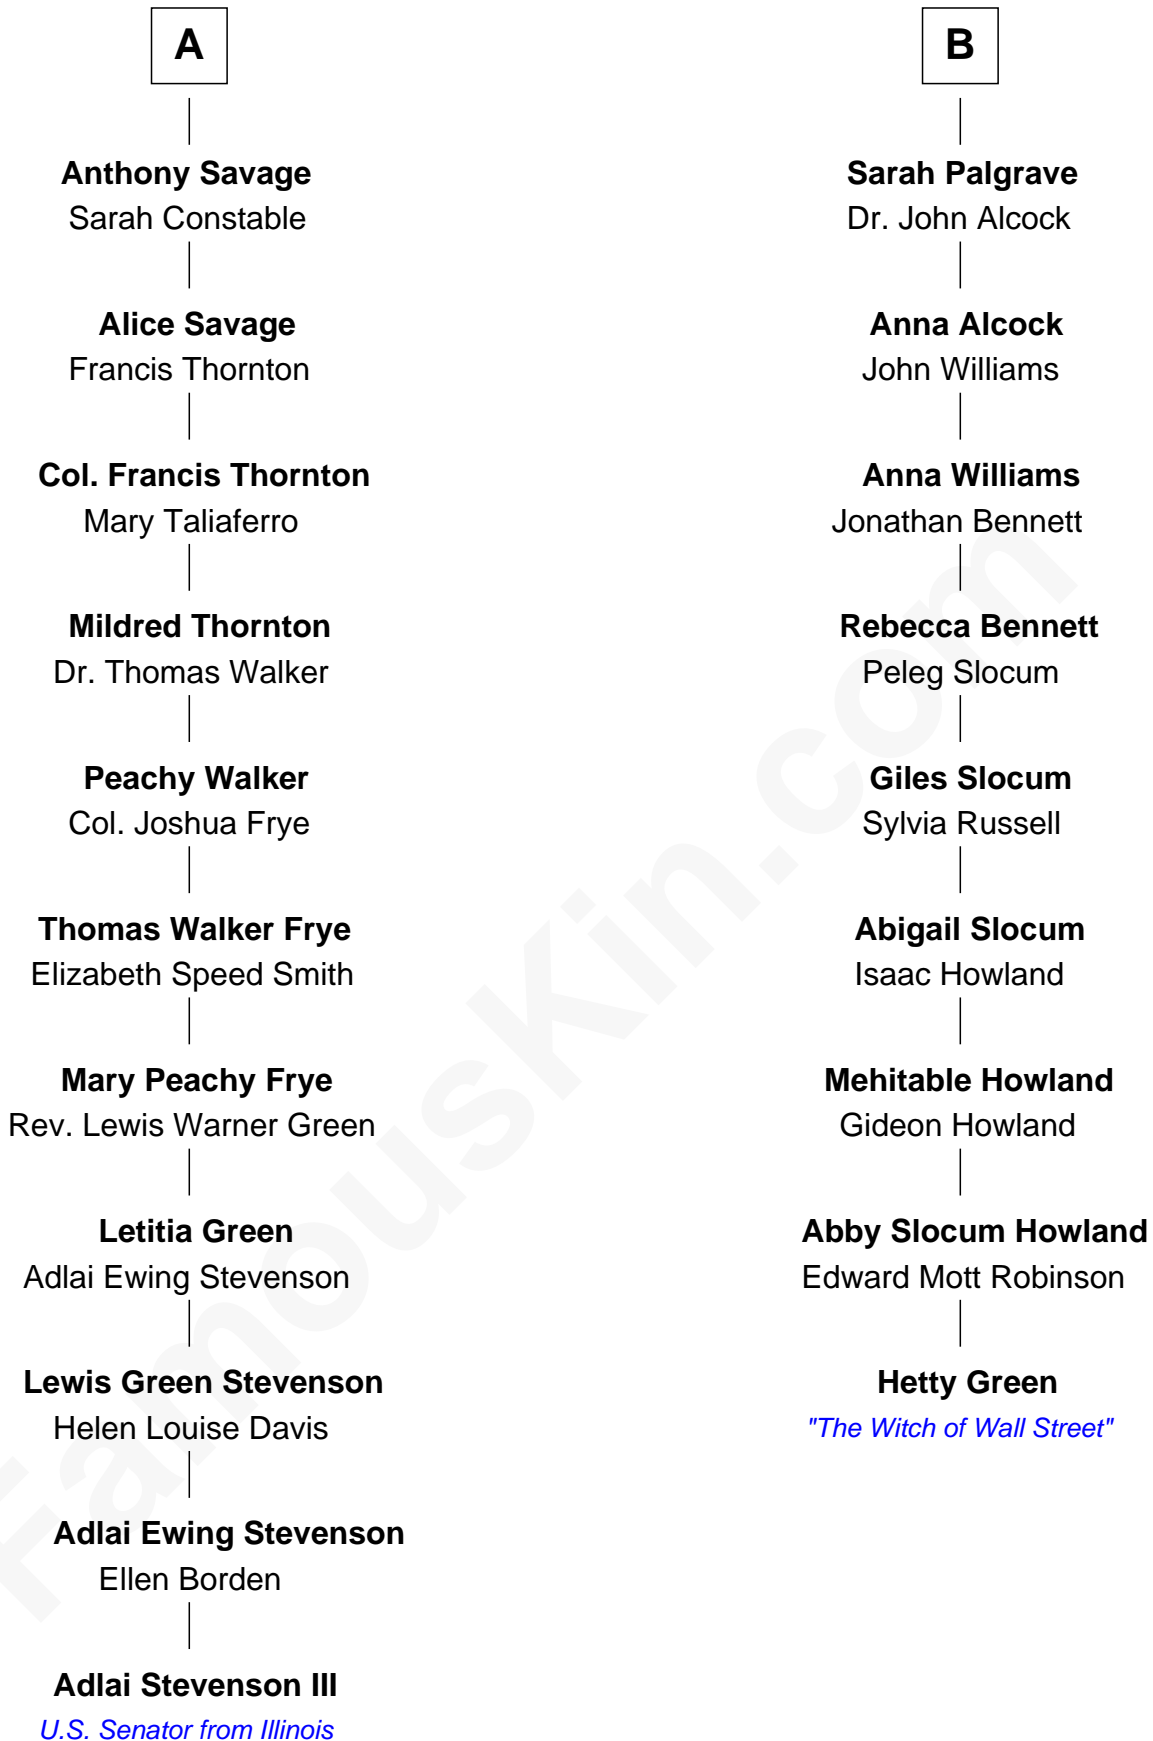 A
Anthony Savage
Sarah Constable
Alice Savage
Francis Thornton
Col. Francis Thornton
Mary Taliaferro
Mildred Thornton
Dr. Thomas Walker
Peachy Walker
Col. Joshua Frye
Thomas Walker Frye
Elizabeth Speed Smith
Mary Peachy Frye
Rev. Lewis Warner Green
Letitia Green
Adlai Ewing Stevenson
Lewis Green Stevenson
Helen Louise Davis
Adlai Ewing Stevenson
Ellen Borden
Adlai Stevenson III
U.S. Senator from Illinois
B
Sarah Palgrave
Dr. John Alcock
Anna Alcock
John Williams
Anna Williams
Jonathan Bennett
Rebecca Bennett
Peleg Slocum
Giles Slocum
Sylvia Russell
Abigail Slocum
Isaac Howland
Mehitable Howland
Gideon Howland
Abby Slocum Howland
Edward Mott Robinson
Hetty Green
"The Witch of Wall Street"
FamousKin.com